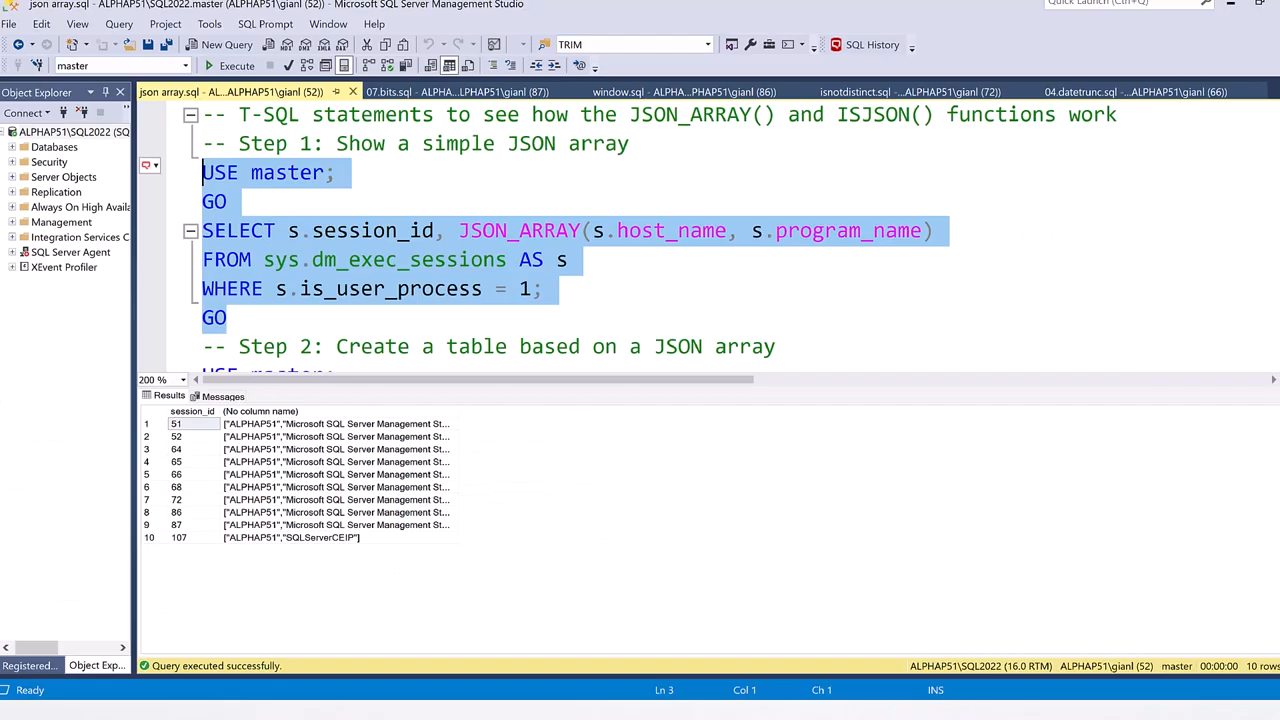 json array.sql - ALPHAP51\SQL2022.master (ALPHAP51\gianl (52)) - Microsoft SQL Server Management Studio
Quick Launch (Ctrl+Q)
File Edit View Query Project Tools SQL Prompt Window Help
New Query TRIM SQL History
master Execute
Object Explorer
json array.sql - AL...ALPHAP51\gianl (52))
07.bits.sql - ALPHA...LPHAP51\gianl (87))
window.sql - ALPHA...PHAP51\gianl (86))
isnotdistinct.sql - ...ALPHAP51\gianl (72))
04.datetrunc.sql - ...ALPHAP51\gianl (66))
Connect
ALPHAP51\SQL2022 (SQ
Databases
Security
Server Objects
Replication
Always On High Availa
Management
Integration Services C
SQL Server Agent
XEvent Profiler
-- T-SQL statements to see how the JSON_ARRAY() and ISJSON() functions work
-- Step 1: Show a simple JSON array
USE master;
GO
SELECT s.session_id, JSON_ARRAY(s.host_name, s.program_name)
FROM sys.dm_exec_sessions AS s
WHERE s.is_user_process = 1;
GO
-- Step 2: Create a table based on a JSON array
USE master;
200 %
Results Messages
session_id (No column name)
1 51 ["ALPHAP51","Microsoft SQL Server Management St...
2 52 ["ALPHAP51","Microsoft SQL Server Management St...
3 64 ["ALPHAP51","Microsoft SQL Server Management St...
4 65 ["ALPHAP51","Microsoft SQL Server Management St...
5 66 ["ALPHAP51","Microsoft SQL Server Management St...
6 68 ["ALPHAP51","Microsoft SQL Server Management St...
7 72 ["ALPHAP51","Microsoft SQL Server Management St...
8 86 ["ALPHAP51","Microsoft SQL Server Management St...
9 87 ["ALPHAP51","Microsoft SQL Server Management St...
10 107 ["ALPHAP51","SQLServerCEIP"]
Registered... Object Exp...
Query executed successfully. ALPHAP51\SQL2022 (16.0 RTM) ALPHAP51\gianl (52) master 00:00:00 10 rows
Ready Ln 3 Col 1 Ch 1 INS